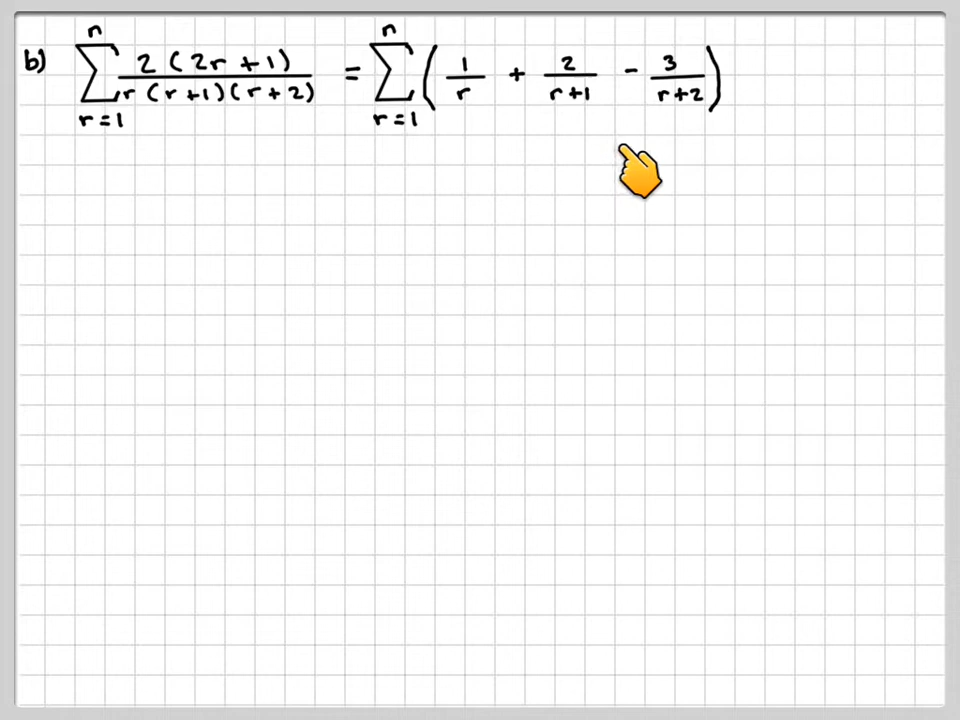 b) \sum_{r=1}^{n} \frac{2(2r+1)}{r(r+1)(r+2)} = \sum_{r=1}^{n} \left( \frac{1}{r} + \frac{2}{r+1} - \frac{3}{r+2} \right)